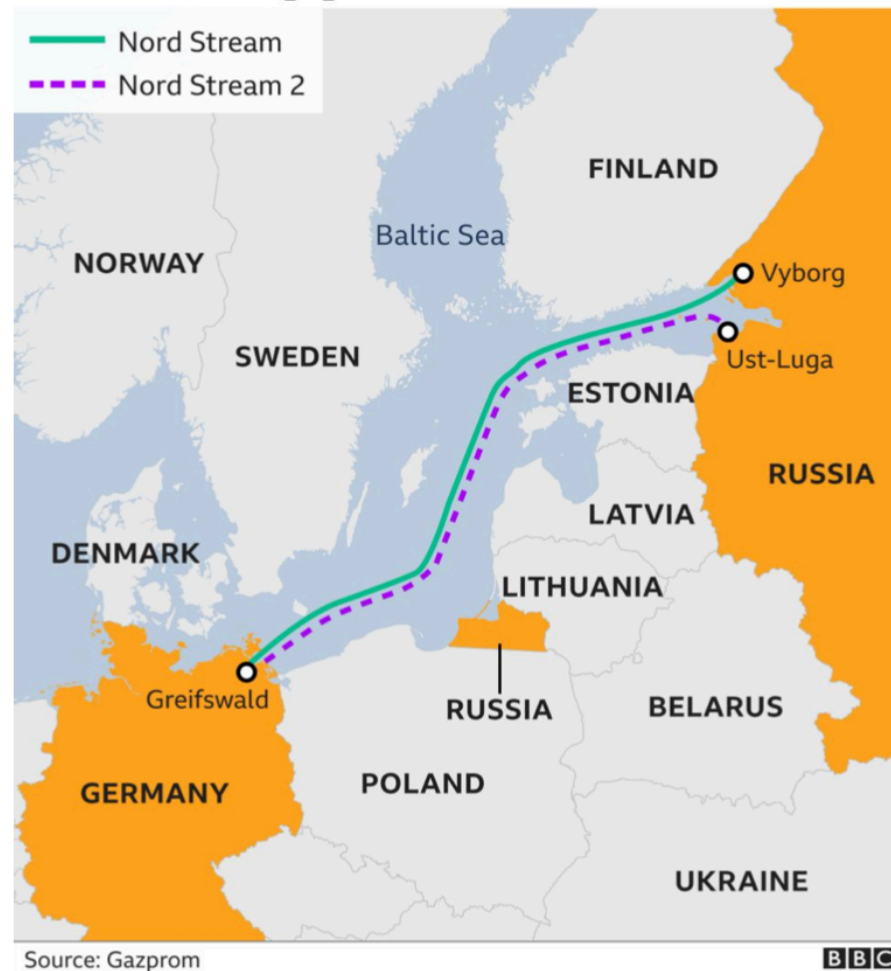 Nord Stream
Nord Stream 2
FINLAND
Baltic Sea
NORWAY
Vyborg
SWEDEN
Ust-Luga
ESTONIA
RUSSIA
LATVIA
DENMARK
LITHUANIA
Greifswald
RUSSIA
BELARUS
POLAND
GERMANY
UKRAINE
Source: Gazprom
BBC